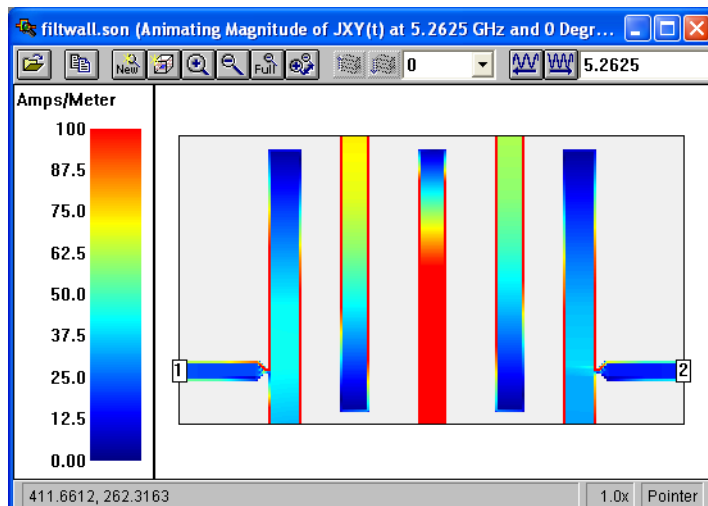 filtwall.son (Animating Magnitude of JXY(t) at 5.2625 GHz and 0 Degr...
New Full 0 5.2625
Amps/Meter
100
87.5
75.0
62.5
50.0
37.5
25.0
12.5
0.00
1
2
411.6612, 262.3163 1.0x Pointer